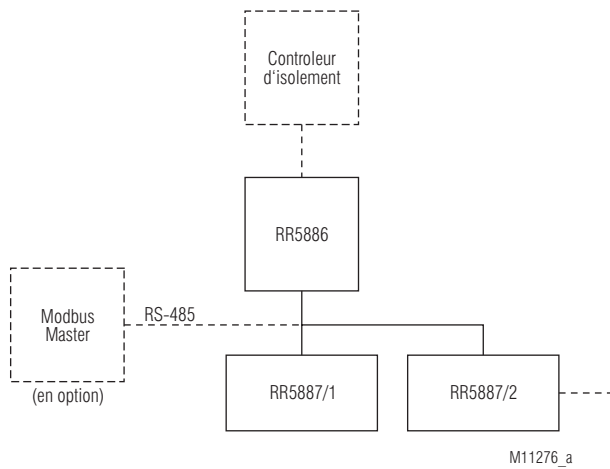 Controleur
d'isolement
RR5886
Modbus
Master
RS-485
(en option)
RR5887/1
RR5887/2
M11276_a